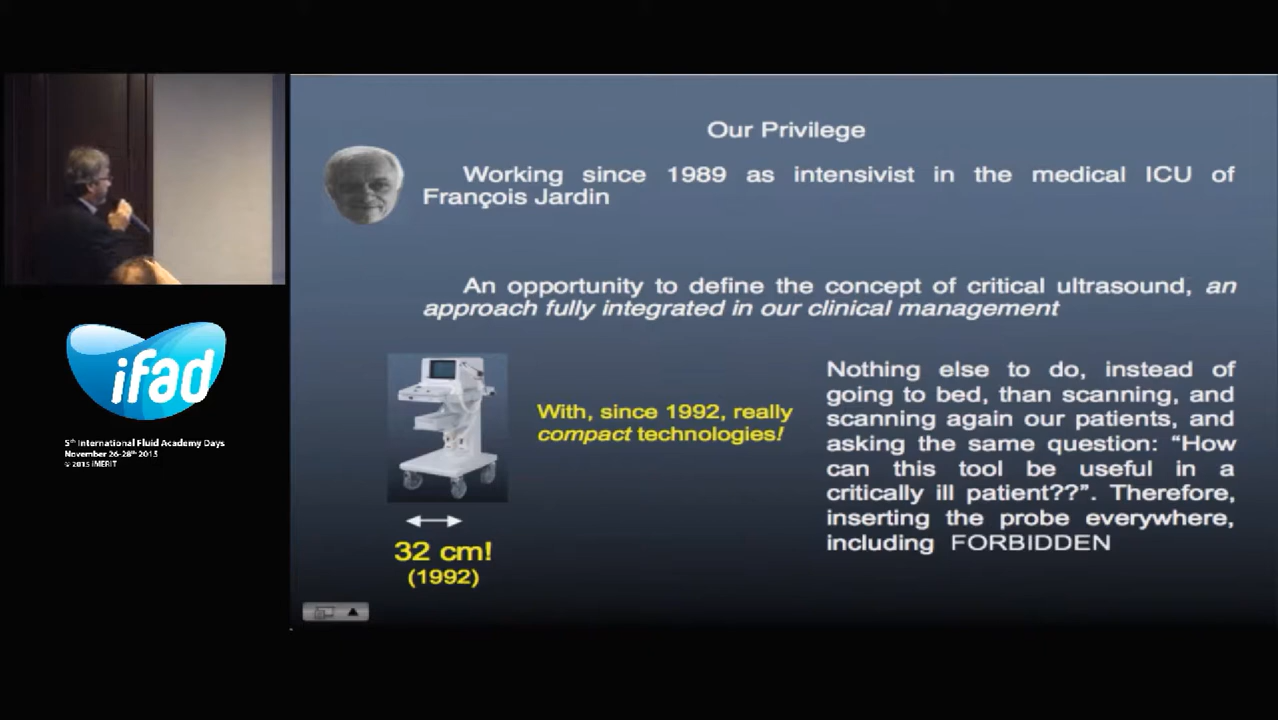 Our Privilege
Working since 1989 as intensivist in the medical ICU of
François Jardin
An opportunity to define the concept of critical ultrasound, an
approach fully integrated in our clinical management
With, since 1992, really
compact technologies!
32 cm!
(1992)
Nothing else to do, instead of
going to bed, than scanning, and
scanning again our patients, and
asking the same question: “How
can this tool be useful in a
critically ill patient??”. Therefore,
inserting the probe everywhere,
including FORBIDDEN
ifad
5th International Fluid Academy Days
November 26-28th 2015
© 2015 iMERIT